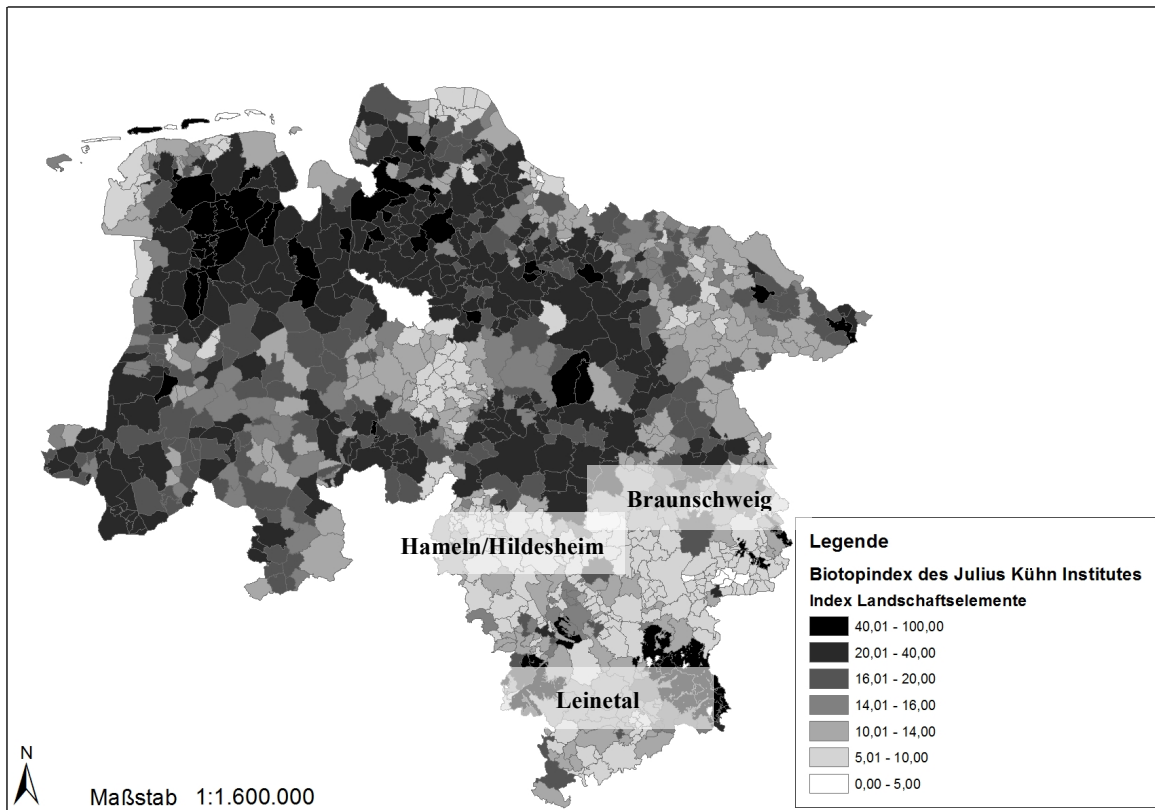 Braunschweig
Hameln/Hildesheim
Leinetal
Legende
Biotopindex des Julius Kühn Institutes
Index Landschaftselemente
40,01 - 100,00
20,01 - 40,00
16,01 - 20,00
14,01 - 16,00
10,01 - 14,00
5,01 - 10,00
0,00 - 5,00
N
Maßstab 1:1.600.000